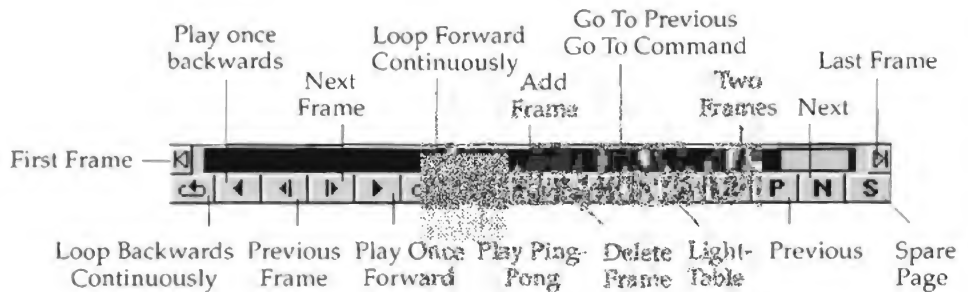 Play once
backwards
Loop Forward
Continuously
Go To Previous
Go To Command
Last Frame
Next
Frame
Add
Frame
Two
Frames
Next
First Frame
P N S
Loop Backwards
Continuously
Previous
Frame
Play Once
Forward
Play Ping-
Pong
Delete
Frame
Light-
Table
Previous
Spare
Page